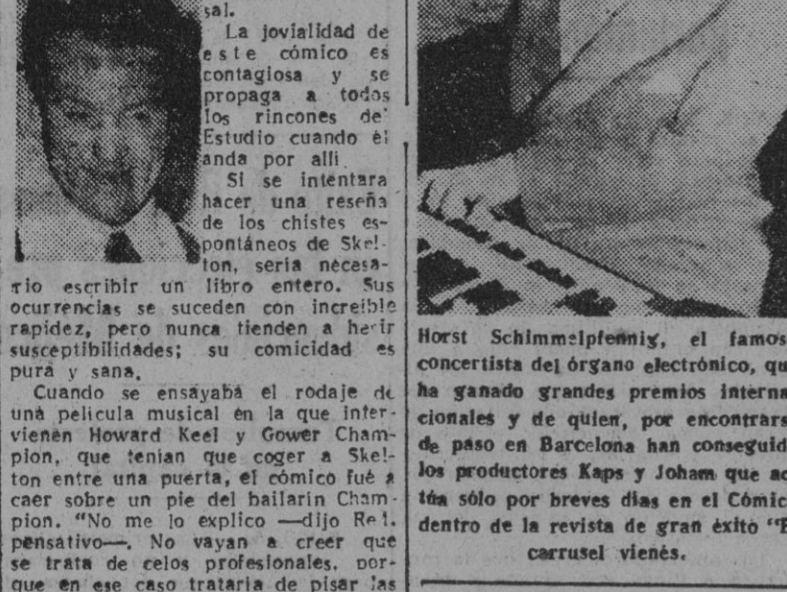 sal.
La jovialidad de
este cómico es
contagiosa y se
propaga a todos
los rincones de
Estudio cuando él
anda por alli.
Si se intentara
hacer una reseña
de los chistes es-
pontáneos de Skel-
ton, seria necesa-
rio escribir un libro entero. Sus
ocurrencias se suceden con increíble
rapidez, pero nunca tienden a herir
susceptibilidades; su comicidad es
pura y sana.
Cuando se ensayaba el rodaje de
una pelicula musical en la que inter-
vienen Howard Keel y Gower Cham-
pion, que tenían que coger a Skel-
ton entre una puerta, el cómico fué a
caer sobre un pie del bailarín Cham-
pion. "No me lo explico —dijo Red,
pensativo—. No vayan a creer que
se trata de celos profesionales, por-
que en ese caso trataria de pisar las
Horst Schimmelpfennig, el famos
concertista del órgano electrónico, qu
ha ganado grandes premios interna
cionales y de quien, por encontrars
de paso en Barcelona han conseguid
los productores Kaps y Joham que ac
túa sólo por breves dias en el Cómic
dentro de la revista de gran éxito "E
carrusel vienés.